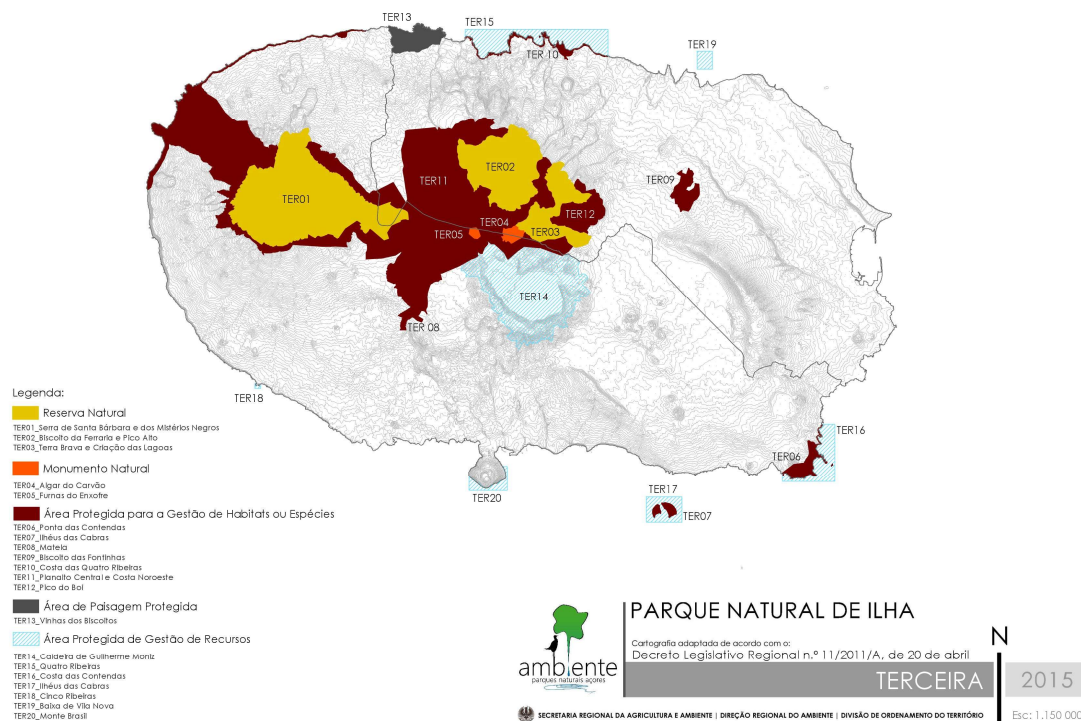 TER13
TER15
TER 10
TER19
TER02
TER11
TER09
TER01
TER12
TER04
TER05
TER03
TER14
TER 08
TER18
TER16
TER06
TER20
TER17
TER07
Legenda:
Reserva Natural
TER01_Serra de Santa Bárbara e dos Mistérios Negros
TER02_Biscoito da Ferraria e Pico Alto
TER03_Terra Brava e Criação das Lagoas
Monumento Natural
TER04_Algar do Carvão
TER05_Furnas do Enxofre
Área Protegida para a Gestão de Habitats ou Espécies
TER06_Ponta das Contendas
TER07_Ilhéus das Cabras
TER08_Matela
TER09_Biscoito das Fontinhas
TER10_Costa das Quatro Ribeiras
TER11_Planalto Central e Costa Noroeste
TER12_Pico do Boi
Área de Paisagem Protegida
TER13_Vinhas dos Biscoitos
Área Protegida de Gestão de Recursos
TER14_Caldeira de Guilherme Moniz
TER15_Quatro Ribeiras
TER16_Costa das Contendas
TER17_Ilhéus das Cabras
TER18_Cinco Ribeiras
TER19_Baixa de Vila Nova
TER20_Monte Brasil
ambiente
parques naturais açores
PARQUE NATURAL DE ILHA
Cartografia adaptada de acordo com o:
Decreto Legislativo Regional n.º 11/2011/A, de 20 de abril
TERCEIRA
N
2015
SECRETARIA REGIONAL DA AGRICULTURA E AMBIENTE | DIREÇÃO REGIONAL DO AMBIENTE | DIVISÃO DE ORDENAMENTO DO TERRITÓRIO
Esc: 1.150 000